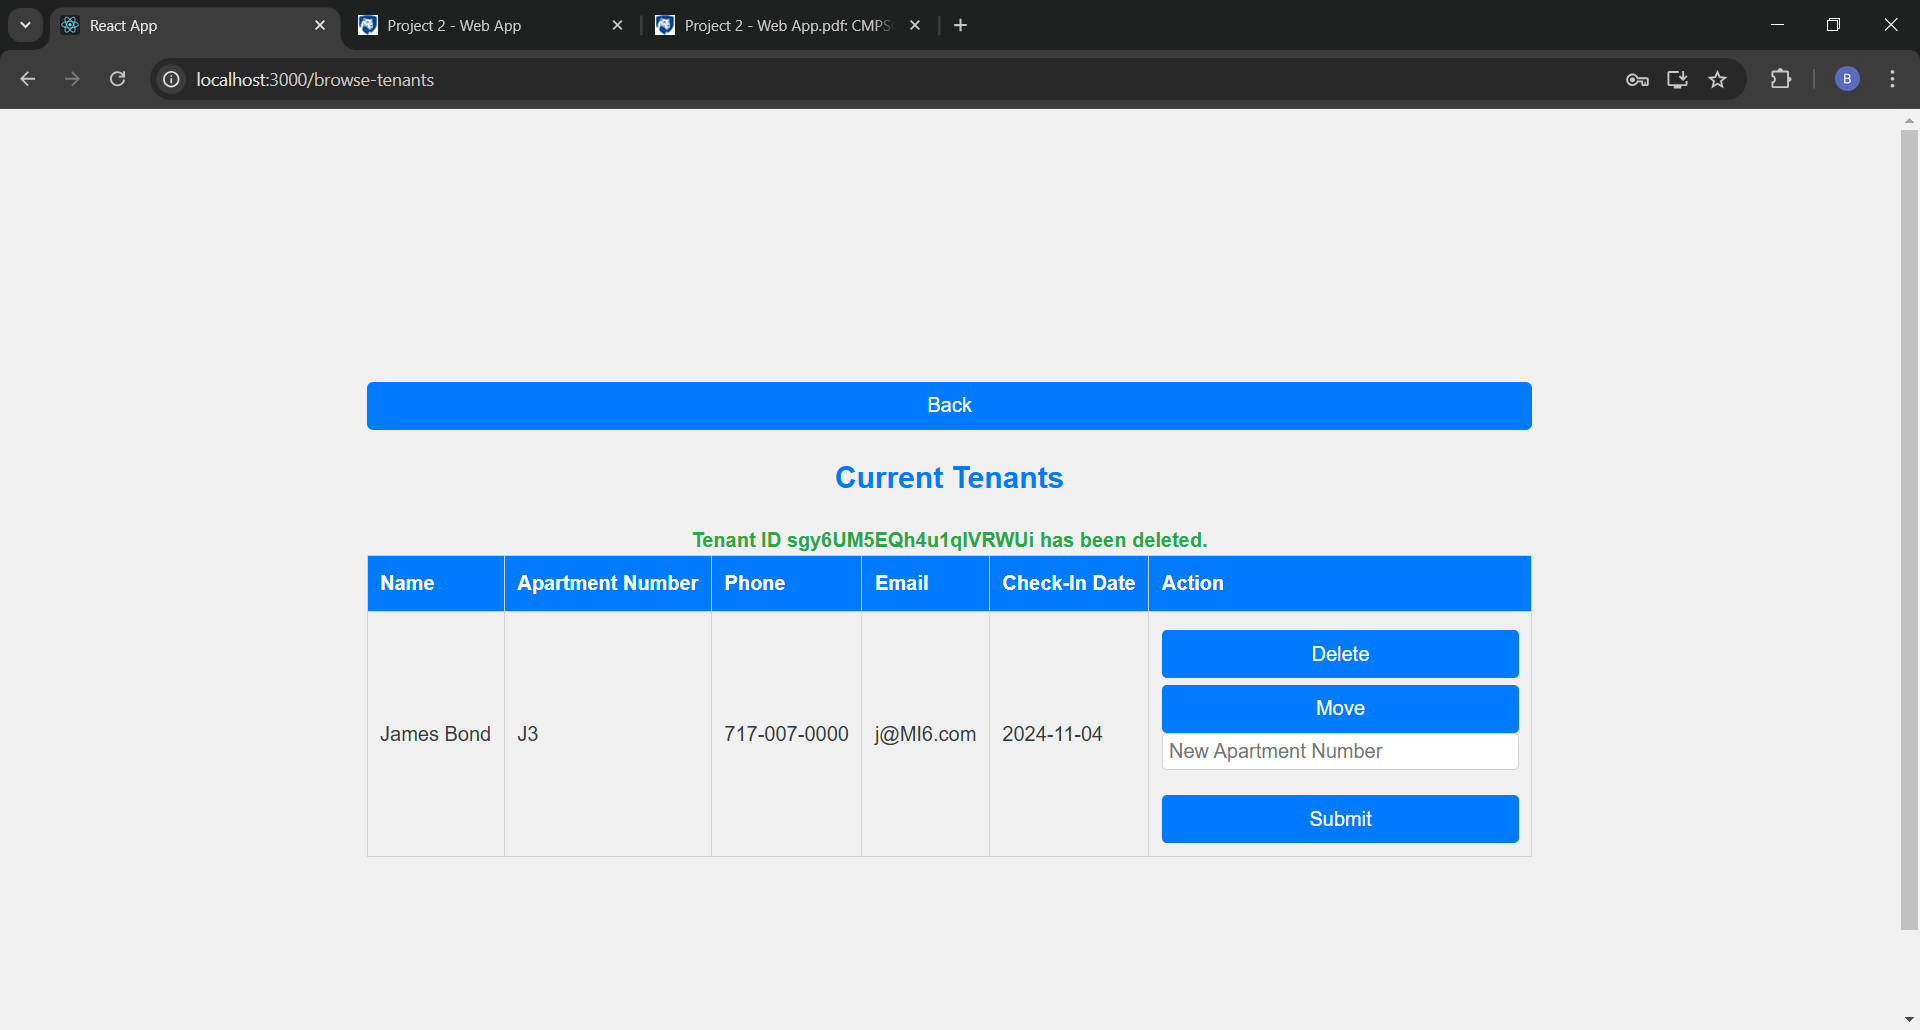 React App
Project 2 - Web App
Project 2 - Web App.pdf: CMPS
localhost:3000/browse-tenants
B
Back
Current Tenants
Tenant ID sgy6UM5EQh4u1qIVRWUi has been deleted.
Name Apartment Number Phone Email Check-In Date Action
Delete
Move
James Bond J3 717-007-0000 j@MI6.com 2024-11-04
New Apartment Number
Submit